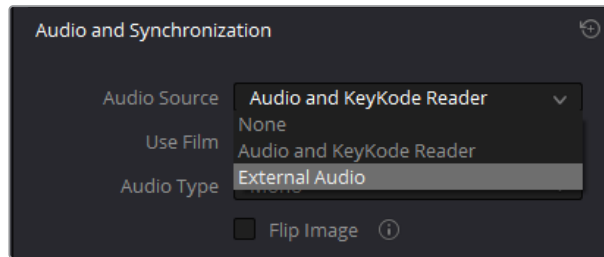 Audio and Synchronization
Audio Source Audio and KeyKode Reader
None
Use Film
Audio and KeyKode Reader
External Audio
Audio Type
Flip Image